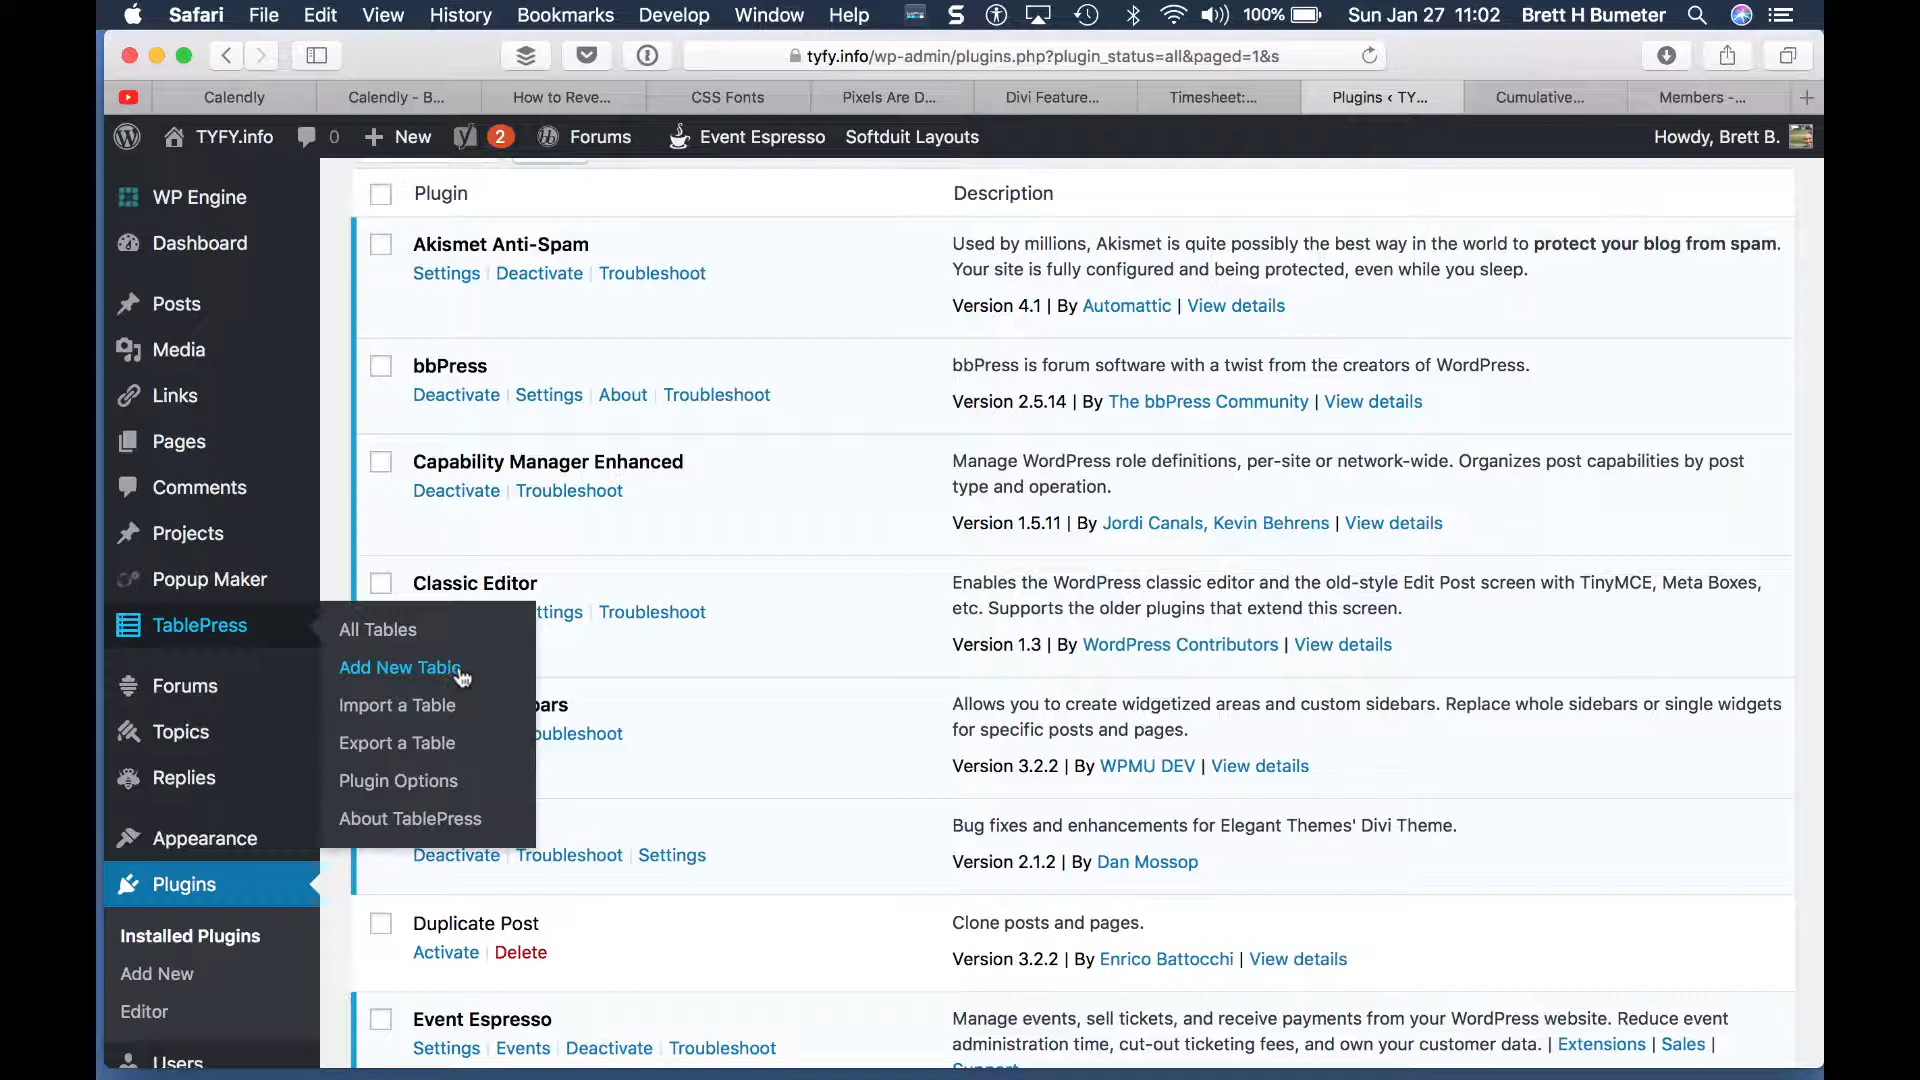 Safari File Edit View History Bookmarks Develop Window Help 100% Sun Jan 27 11:02 Brett H Bumeter
tyfy.info/wp-admin/plugins.php?plugin_status=all&paged=1&s
Calendly Calendly - B... How to Reve... CSS Fonts Pixels Are D... Divi Feature... Timesheet:... Plugins ‹ TY... Cumulative... Members -...
TYFY.info 0 New 2 Forums Event Espresso Softduit Layouts Howdy, Brett B.
WP Engine
Dashboard
Posts
Media
Links
Pages
Comments
Projects
Popup Maker
TablePress
Forums
Topics
Replies
Appearance
Plugins
Installed Plugins
Add New
Editor
Users
All Tables
Add New Table
Import a Table
Export a Table
Plugin Options
About TablePress
Plugin Description
Akismet Anti-Spam
Settings | Deactivate | Troubleshoot
Used by millions, Akismet is quite possibly the best way in the world to protect your blog from spam.
Your site is fully configured and being protected, even while you sleep.
Version 4.1 | By Automattic | View details
bbPress
Deactivate | Settings | About | Troubleshoot
bbPress is forum software with a twist from the creators of WordPress.
Version 2.5.14 | By The bbPress Community | View details
Capability Manager Enhanced
Deactivate | Troubleshoot
Manage WordPress role definitions, per-site or network-wide. Organizes post capabilities by post
type and operation.
Version 1.5.11 | By Jordi Canals, Kevin Behrens | View details
Classic Editor
ttings | Troubleshoot
Enables the WordPress classic editor and the old-style Edit Post screen with TinyMCE, Meta Boxes,
etc. Supports the older plugins that extend this screen.
Version 1.3 | By WordPress Contributors | View details
bars
oubleshoot
Allows you to create widgetized areas and custom sidebars. Replace whole sidebars or single widgets
for specific posts and pages.
Version 3.2.2 | By WPMU DEV | View details
Deactivate | Troubleshoot | Settings
Bug fixes and enhancements for Elegant Themes' Divi Theme.
Version 2.1.2 | By Dan Mossop
Duplicate Post
Activate | Delete
Clone posts and pages.
Version 3.2.2 | By Enrico Battocchi | View details
Event Espresso
Settings | Events | Deactivate | Troubleshoot
Manage events, sell tickets, and receive payments from your WordPress website. Reduce event
administration time, cut-out ticketing fees, and own your customer data. | Extensions | Sales |
Support